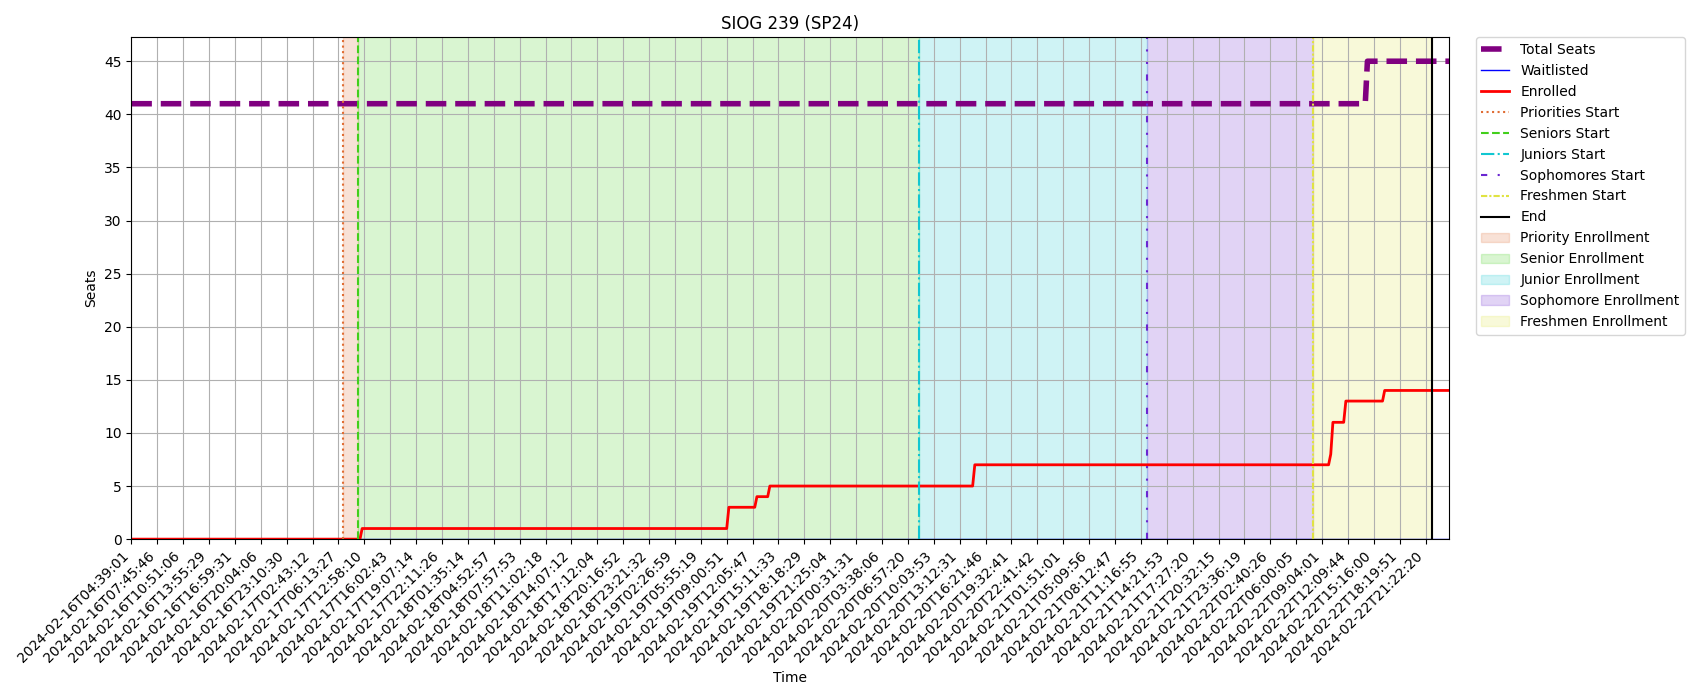 SIOG 239 (SP24)
Seats
45
40
35
30
25
20
15
10
5
0
2024-02-16T04:39:01
2024-02-16T07:45:46
2024-02-16T10:51:06
2024-02-16T13:55:29
2024-02-16T16:59:31
2024-02-16T20:04:06
2024-02-16T23:10:30
2024-02-17T02:43:12
2024-02-17T06:13:27
2024-02-17T12:58:10
2024-02-17T16:02:43
2024-02-17T19:07:14
2024-02-17T22:11:26
2024-02-18T01:35:14
2024-02-18T04:52:57
2024-02-18T07:57:53
2024-02-18T11:02:18
2024-02-18T14:07:12
2024-02-18T17:12:04
2024-02-18T20:16:52
2024-02-18T23:21:32
2024-02-19T02:26:59
2024-02-19T05:55:19
2024-02-19T09:00:51
2024-02-19T12:05:47
2024-02-19T15:11:33
2024-02-19T18:18:29
2024-02-19T21:25:04
2024-02-20T00:31:31
2024-02-20T03:38:06
2024-02-20T06:57:20
2024-02-20T10:03:53
2024-02-20T13:12:31
2024-02-20T16:21:46
2024-02-20T19:32:41
2024-02-20T22:41:42
2024-02-21T01:51:01
2024-02-21T05:09:56
2024-02-21T08:12:47
2024-02-21T11:16:55
2024-02-21T14:21:53
2024-02-21T17:27:20
2024-02-21T20:32:15
2024-02-21T23:36:19
2024-02-22T02:40:26
2024-02-22T06:00:05
2024-02-22T09:04:01
2024-02-22T12:09:44
2024-02-22T15:16:00
2024-02-22T18:19:51
2024-02-22T21:22:20
Time
Total Seats
Waitlisted
Enrolled
Priorities Start
Seniors Start
Juniors Start
Sophomores Start
Freshmen Start
End
Priority Enrollment
Senior Enrollment
Junior Enrollment
Sophomore Enrollment
Freshmen Enrollment